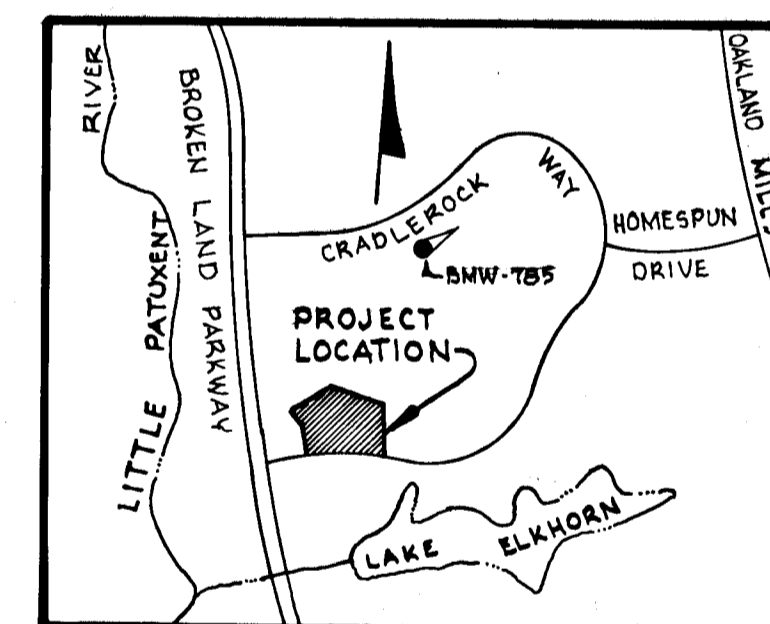 LITTLE PATUXENT RIVER
BROKEN LAND PARKWAY
CRADLEROCK WAY
OAKLAND
HOMESPUN
DRIVE
BMW-785
PROJECT
LOCATION
LAKE ELKHORN